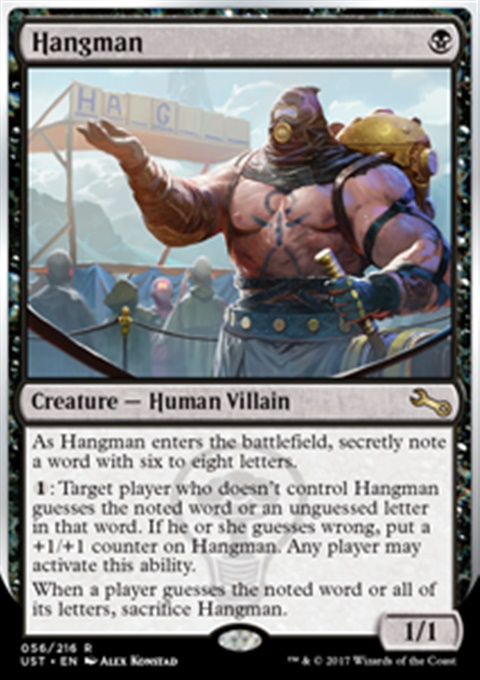 Hangman
HA_G___
Creature — Human Villain
As Hangman enters the battlefield, secretly note
a word with six to eight letters.
1: Target player who doesn't control Hangman
guesses the noted word or an unguessed letter
in that word. If he or she guesses wrong, put a
+1/+1 counter on Hangman. Any player may
activate this ability.
When a player guesses the noted word or all of
its letters, sacrifice Hangman.
1/1
056/216 R
UST • EN Alex Konstad
™ & © 2017 Wizards of the Coast